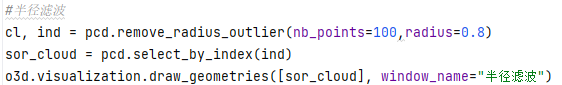 #半径滤波
cl, ind = pcd.remove_radius_outlier(nb_points=100,radius=0.8)
sor_cloud = pcd.select_by_index(ind)
o3d.visualization.draw_geometries([sor_cloud], window_name="半径滤波")